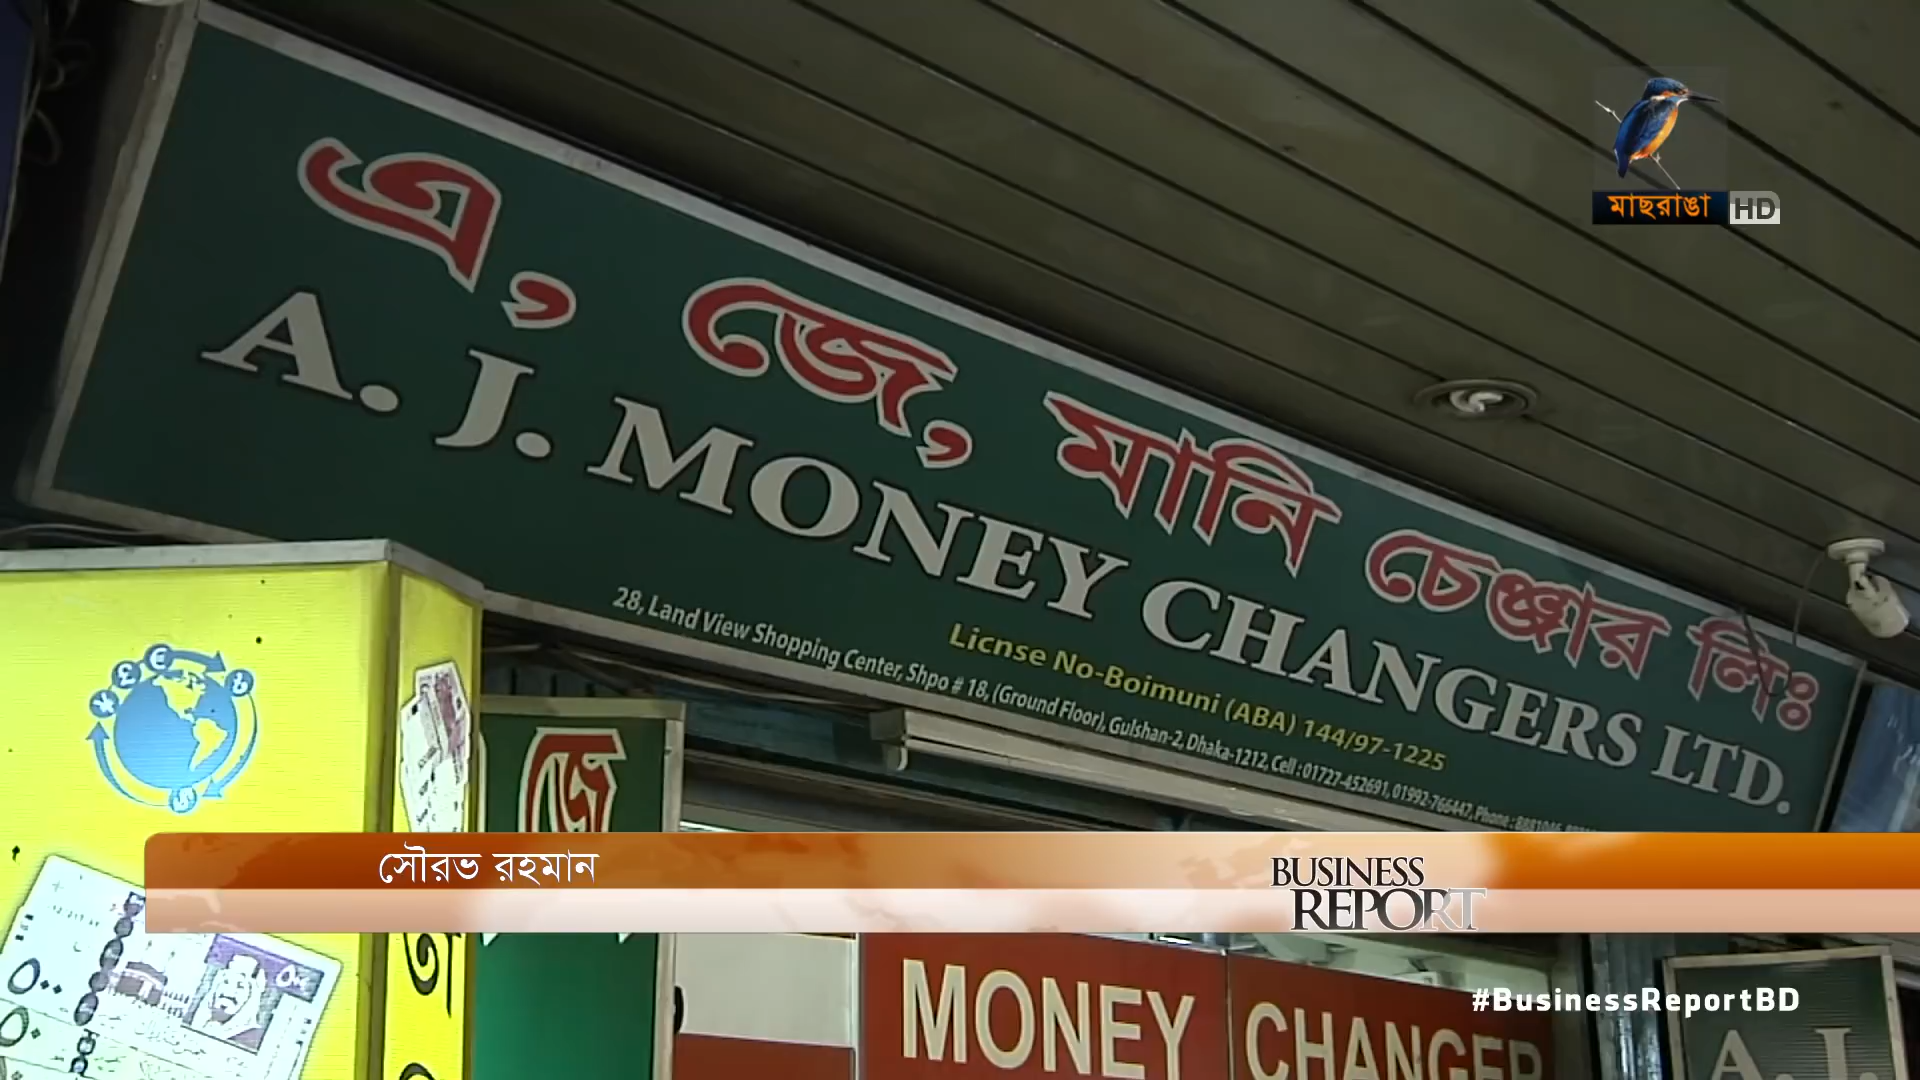 মাছরাঙা HD
এ, জে, মানি চেঞ্জার লিঃ
A. J. MONEY CHANGERS LTD.
Licnse No-Boimuni (ABA) 144/97-1225
28, Land View Shopping Center, Shpo # 18, (Ground Floor), Gulshan-2, Dhaka-1212, Cell : 01727-452691, 01992-766447, Phone :
জে
সৌরভ রহমান
BUSINESS
REPORT
MONEY CHANGER
#BusinessReportBD
A. J.